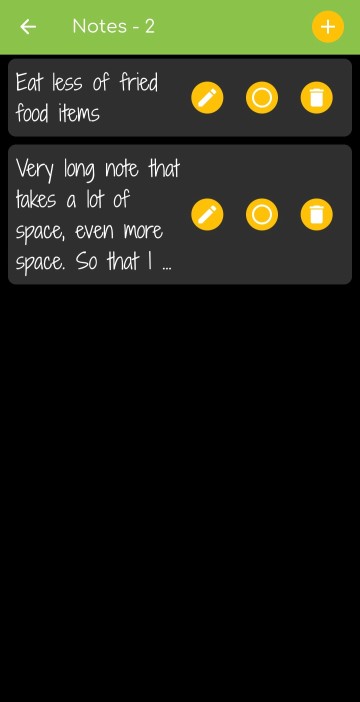 Notes - 2
Eat less of fried
food items
Very long note that
takes a lot of
space, even more
space. So that I ...